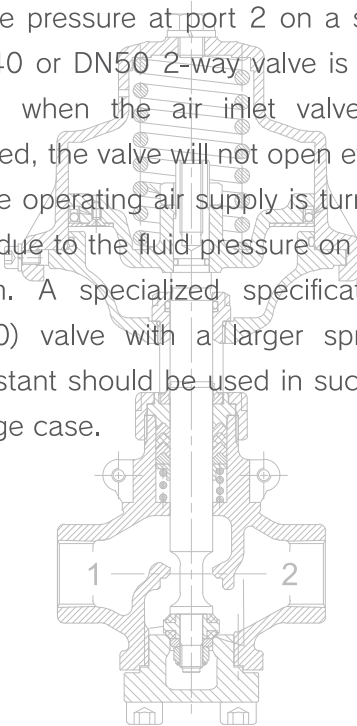 e pressure at port 2 on a s
40 or DN50 2-way valve is
when the air inlet valve
ed, the valve will not open e
e operating air supply is turn
due to the fluid pressure on
n. A specialized specificat
0) valve with a larger spr
stant should be used in suc
ge case.
1 2